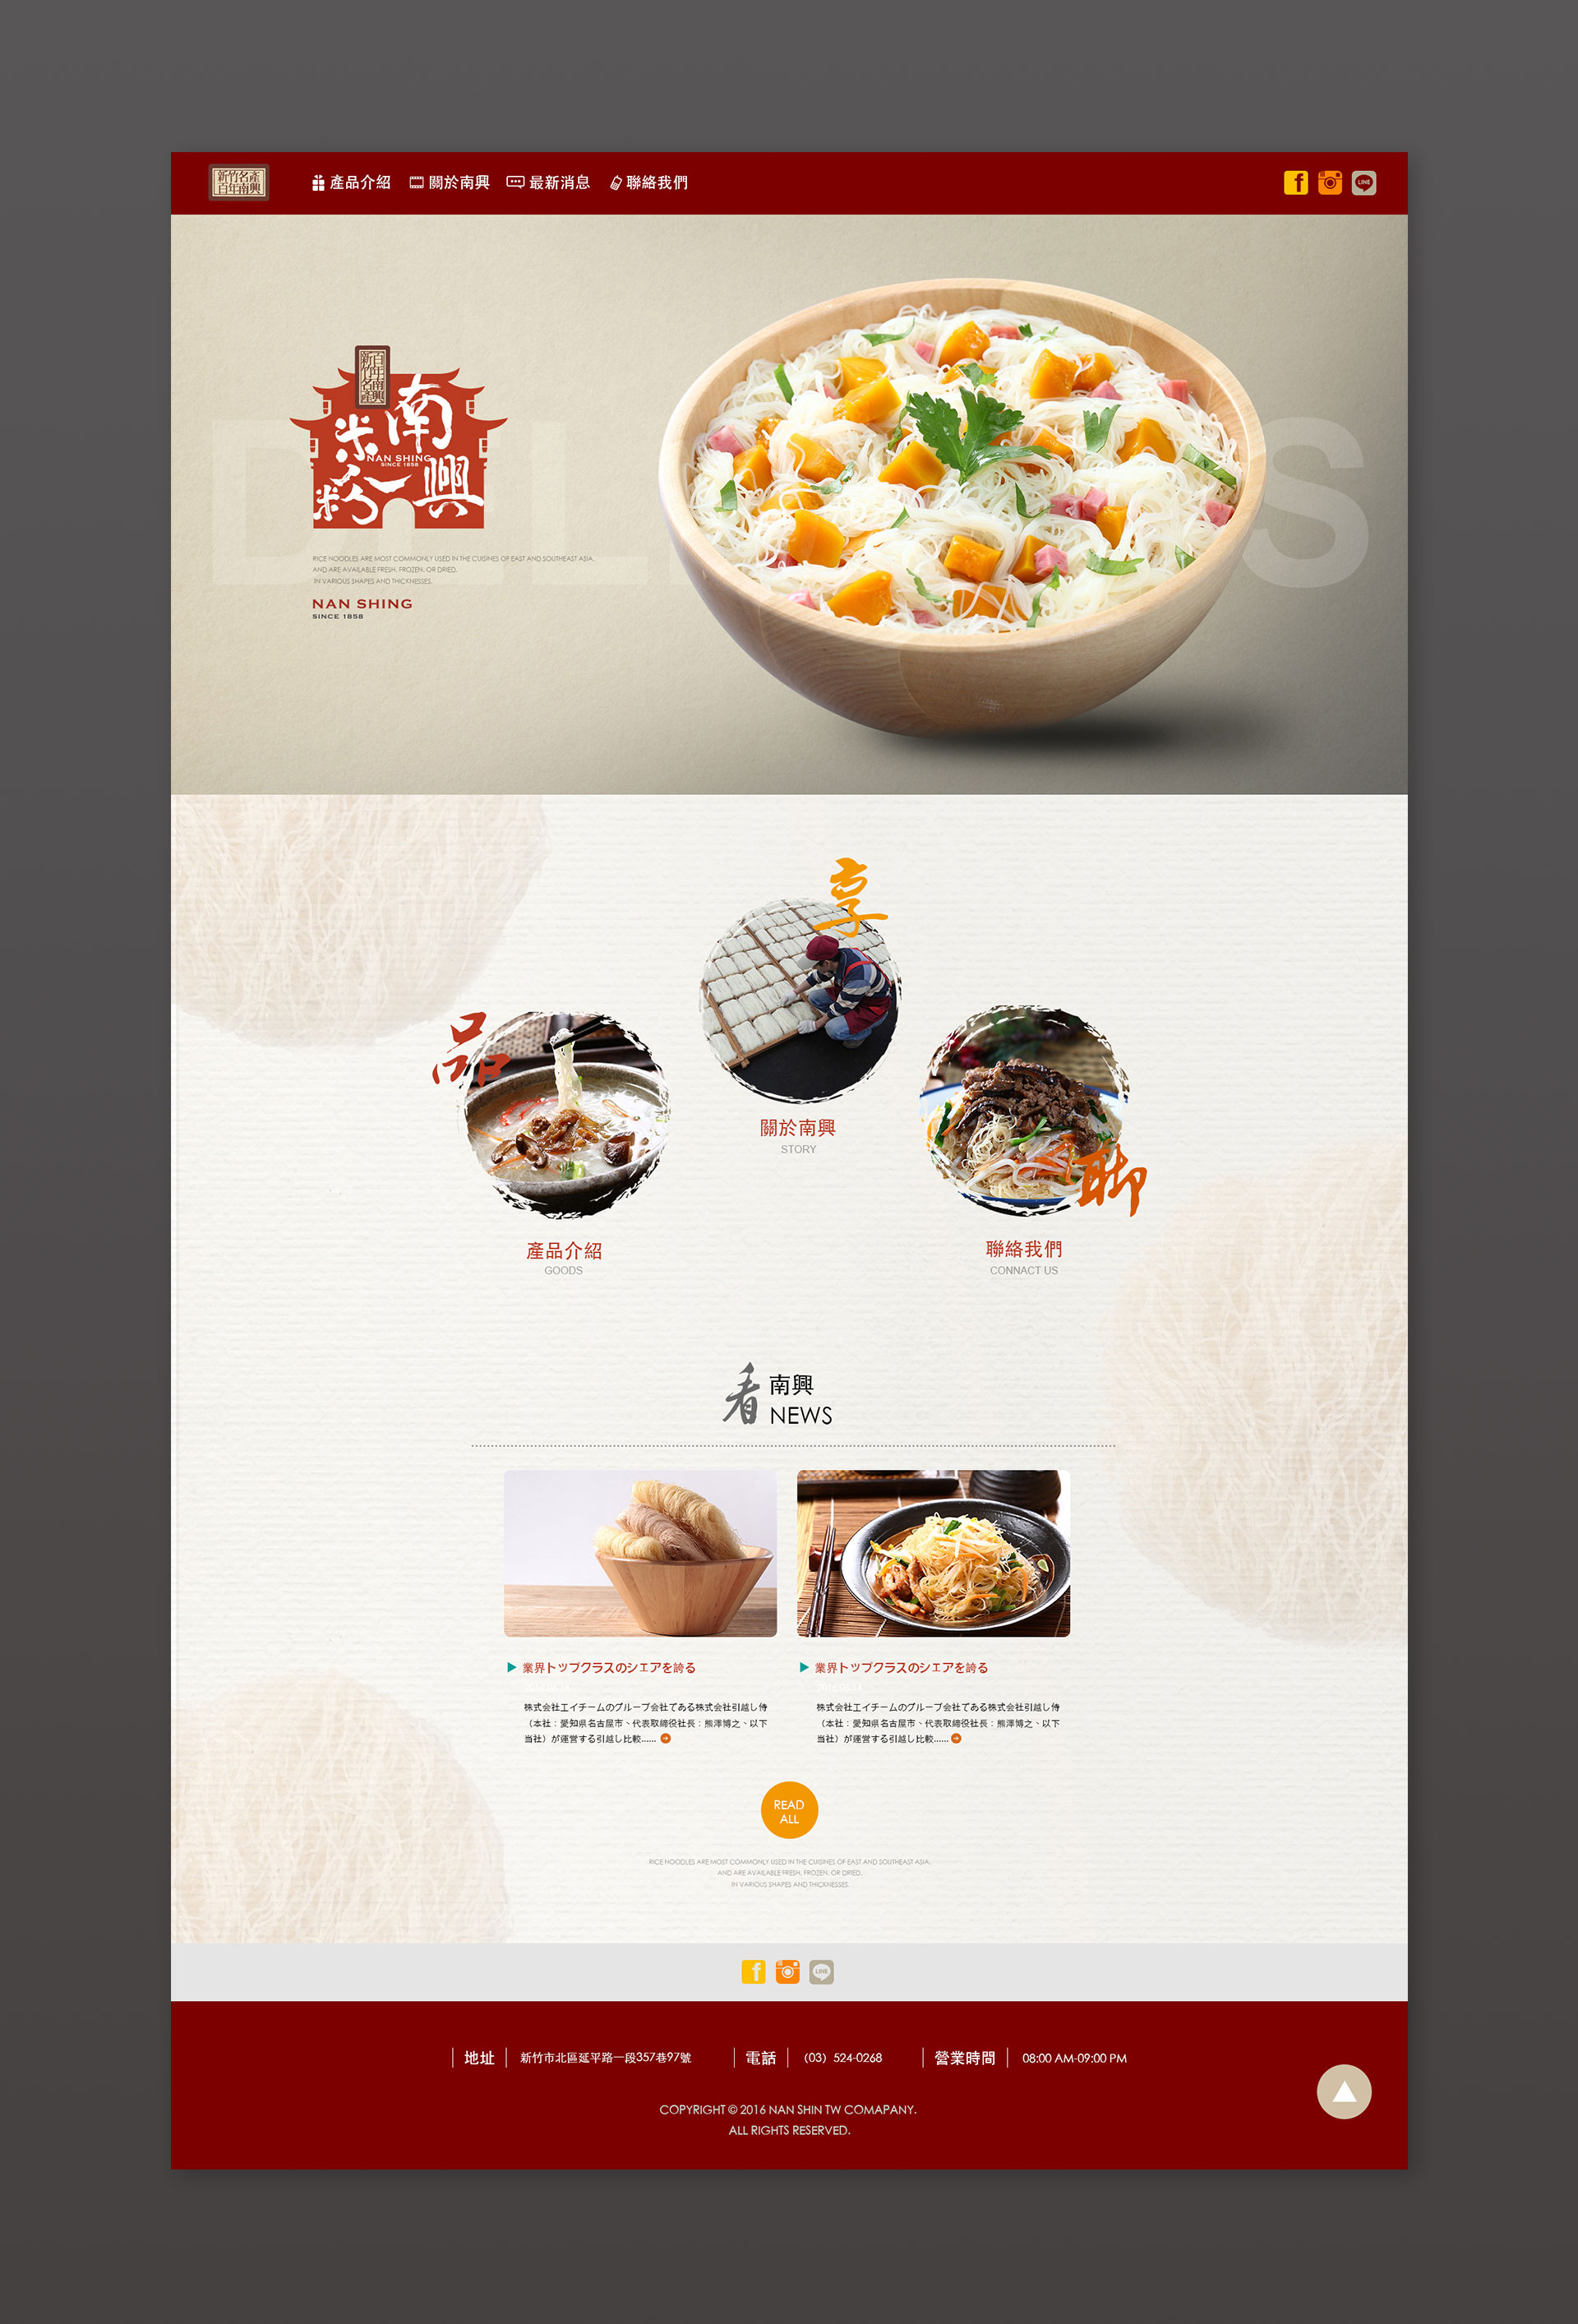 新竹名產
百年南興
產品介紹
關於南興
最新消息
聯絡我們
LINE
百年南興
新竹名產
南興
米粉
NAN SHING
SINCE 1858
RICE NOODLES ARE MOST COMMONLY USED IN THE CUISINES OF EAST AND SOUTHEAST ASIA.
AND ARE AVAILABLE FRESH, FROZEN, OR DRIED,
IN VARIOUS SHAPES AND THICKNESSES.
NAN SHING
SINCE 1858
S
享
品
關於南興
STORY
聊
產品介紹
GOODS
聯絡我們
CONNACT US
看
南興
NEWS
業界トップクラスのシエアを誇る
株式会社エイチームのグループ会社である株式会社引越し侍
（本社：愛知県名古屋市、代表取締役社長：熊澤博之、以下
当社）が運営する引越し比較......
業界トップクラスのシエアを誇る
株式会社エイチームのグループ会社である株式会社引越し侍
（本社：愛知県名古屋市、代表取締役社長：熊澤博之、以下
当社）が運営する引越し比較......
READ
ALL
RICE NOODLES ARE MOST COMMONLY USED IN THE CUISINES OF EAST AND SOUTHEAST ASIA.
AND ARE AVAILABLE FRESH, FROZEN, OR DRIED,
IN VARIOUS SHAPES AND THICKNESSES.
LINE
地址 新竹市北區延平路一段357巷97號 電話 （03）524-0268 營業時間 08:00 AM-09:00 PM
COPYRIGHT © 2016 NAN SHIN TW COMAPANY.
ALL RIGHTS RESERVED.